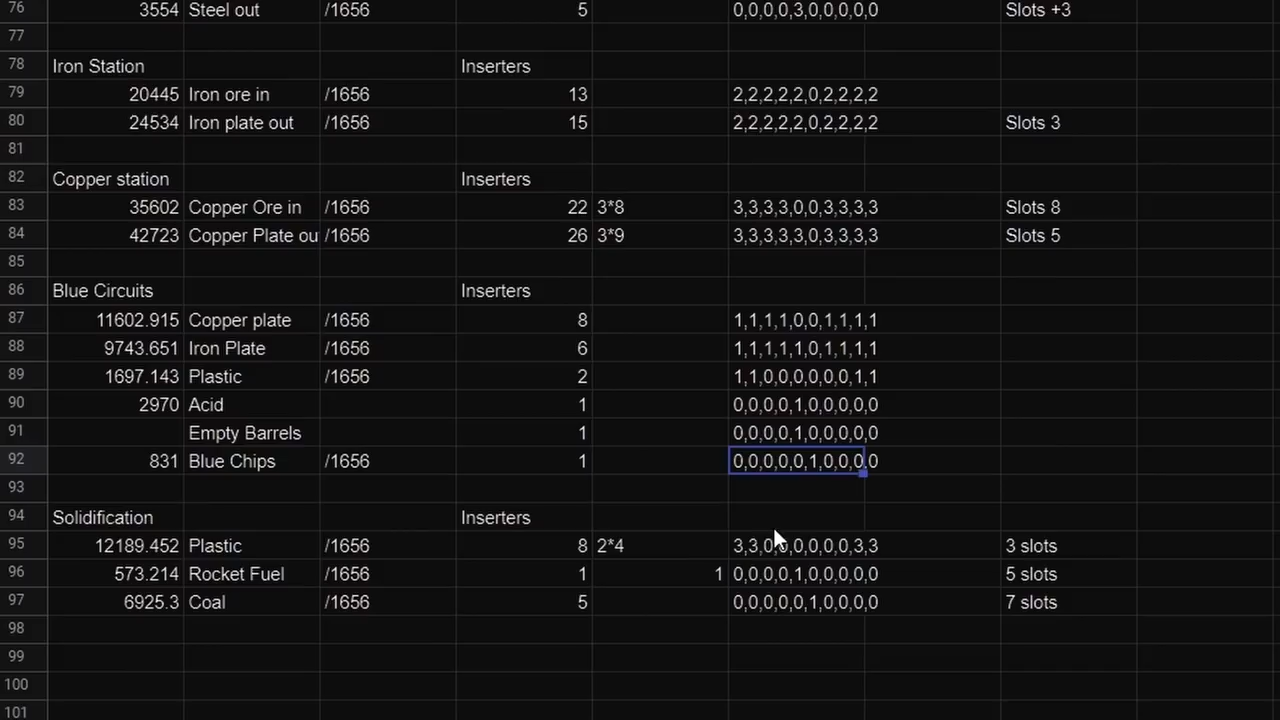 76 3554 Steel out /1656 5 0,0,0,0,3,0,0,0,0,0 Slots +3
77
78 Iron Station Inserters
79 20445 Iron ore in /1656 13 2,2,2,2,2,0,2,2,2,2
80 24534 Iron plate out /1656 15 2,2,2,2,2,0,2,2,2,2 Slots 3
81
82 Copper station Inserters
83 35602 Copper Ore in /1656 22 3*8 3,3,3,3,0,0,3,3,3,3 Slots 8
84 42723 Copper Plate ou /1656 26 3*9 3,3,3,3,3,0,3,3,3,3 Slots 5
85
86 Blue Circuits Inserters
87 11602.915 Copper plate /1656 8 1,1,1,1,0,0,1,1,1,1
88 9743.651 Iron Plate /1656 6 1,1,1,1,1,0,1,1,1,1
89 1697.143 Plastic /1656 2 1,1,0,0,0,0,0,0,1,1
90 2970 Acid 1 0,0,0,0,1,0,0,0,0,0
91 Empty Barrels 1 0,0,0,0,1,0,0,0,0,0
92 831 Blue Chips /1656 1 0,0,0,0,0,1,0,0,0,0
93
94 Solidification Inserters
95 12189.452 Plastic /1656 8 2*4 3,3,0,0,0,0,0,0,3,3 3 slots
96 573.214 Rocket Fuel /1656 1 1 0,0,0,0,1,0,0,0,0,0 5 slots
97 6925.3 Coal /1656 5 0,0,0,0,0,1,0,0,0,0 7 slots
98
99
100
101